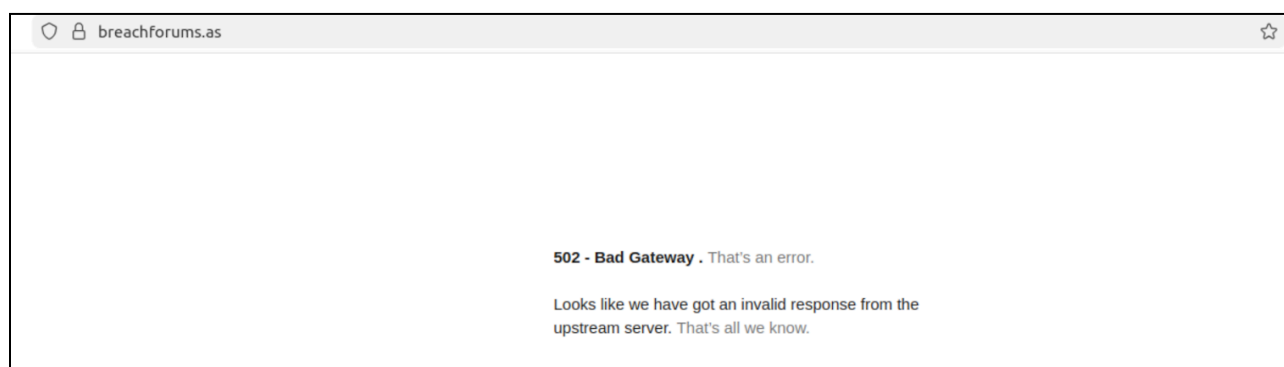 breachforums.as
502 - Bad Gateway . That's an error.
Looks like we have got an invalid response from the
upstream server. That's all we know.